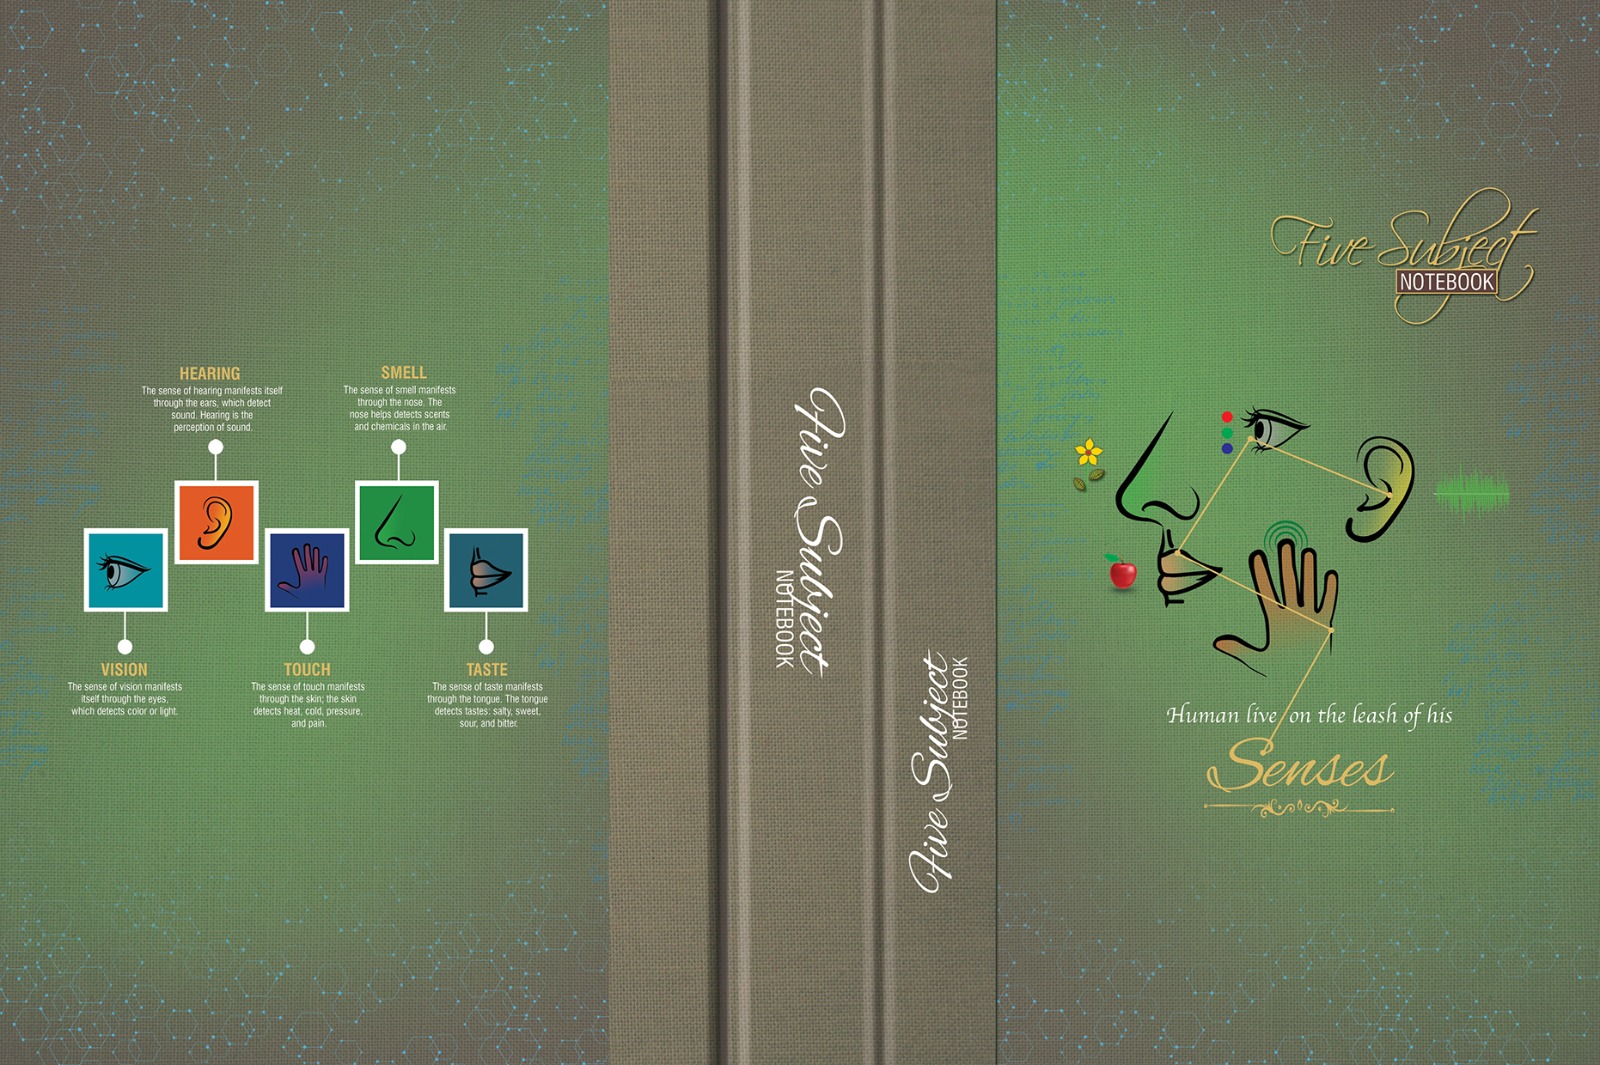 HEARING
The sense of hearing manifests itself
through the ears, which detect
sound. Hearing is the
perception of sound.
SMELL
The sense of smell manifests
through the nose. The
nose helps detects scents
and chemicals in the air.
VISION
The sense of vision manifests
itself through the eyes,
which detects color or light.
TOUCH
The sense of touch manifests
through the skin; the skin
detects heat, cold, pressure,
and pain.
TASTE
The sense of taste manifests
through the tongue. The tongue
detects tastes: salty, sweet,
sour, and bitter.
Five Subject
NOTEBOOK
Five Subject
NOTEBOOK
Five Subject
NOTEBOOK
Human live on the leash of his
Senses